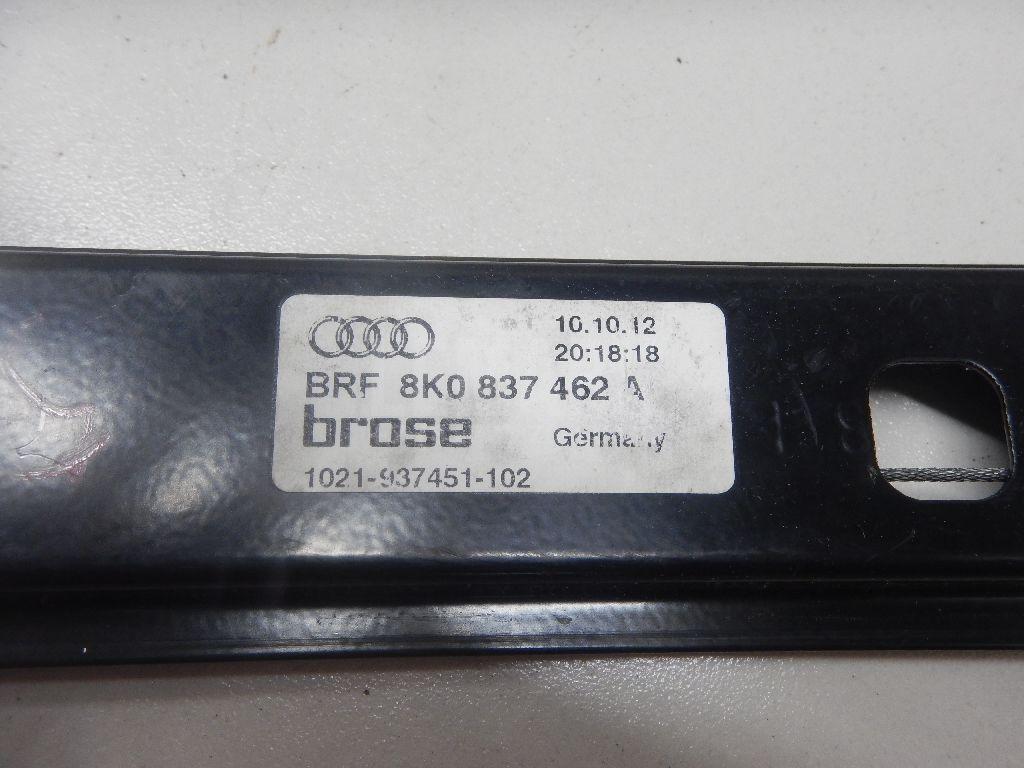 10.10.12
20:18:18
BRF 8K0 837 462 A
brose Germany
1021-937451-102